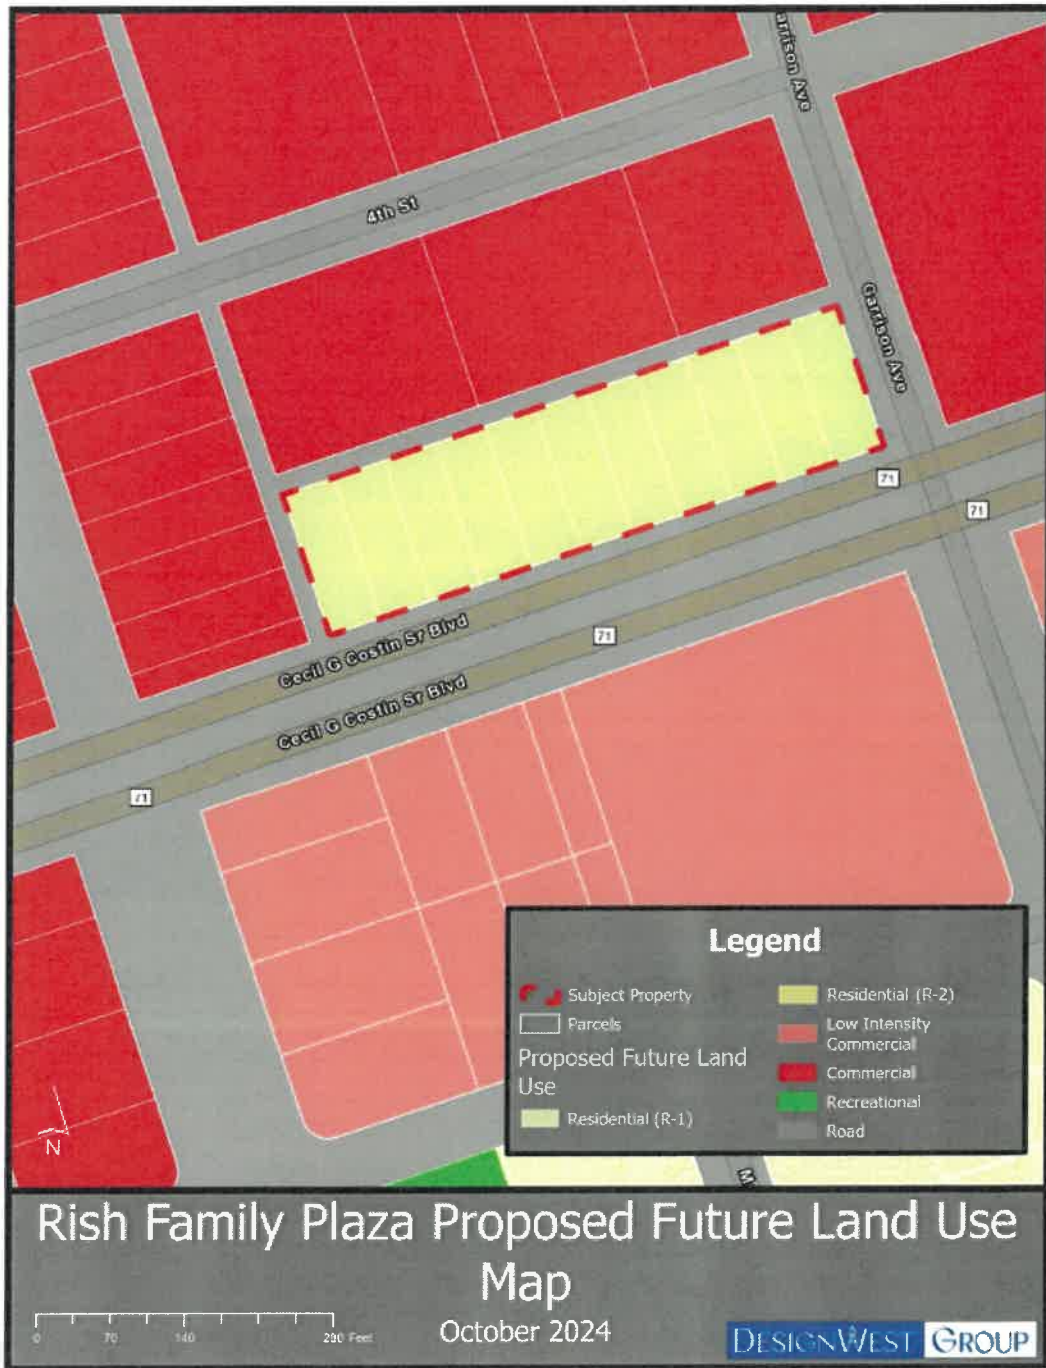 arrison Ave
4th St
Garrison Ave
71
71
Cecil G Costin Sr Blvd
71
Cecil G Costin Sr Blvd
71
Legend
Subject Property
Parcels
Proposed Future Land
Use
Residential (R-1)
Residential (R-2)
Low Intensity
Commercial
Commercial
Recreational
Road
N
M
Rish Family Plaza Proposed Future Land Use
Map
October 2024
0 70 140 280 Feet
DESIGNWEST GROUP